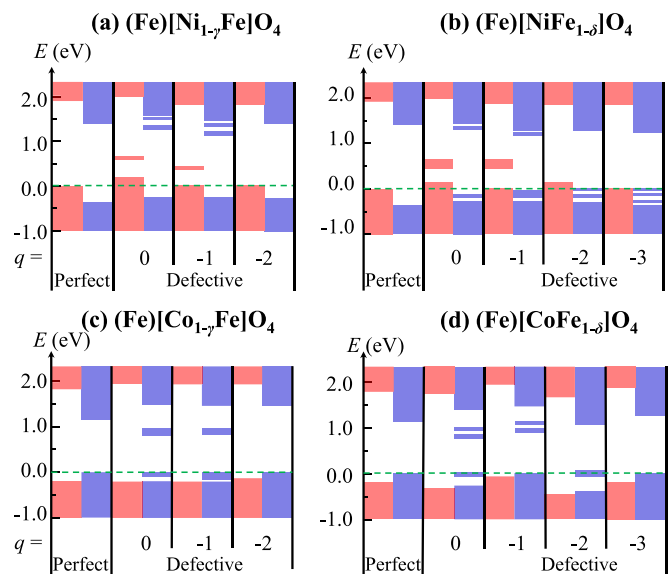 (a) (Fe)[Ni1-γFe]O4
E (eV)
2.0
1.0
0.0
-1.0
q =
0
-1
-2
Perfect
Defective
(b) (Fe)[NiFe1-δ]O4
E (eV)
2.0
1.0
0.0
-1.0
q =
0
-1
-2
-3
Perfect
Defective
(c) (Fe)[Co1-γFe]O4
E (eV)
2.0
1.0
0.0
-1.0
q =
0
-1
-2
Perfect
Defective
(d) (Fe)[CoFe1-δ]O4
E (eV)
2.0
1.0
0.0
-1.0
q =
0
-1
-2
-3
Perfect
Defective